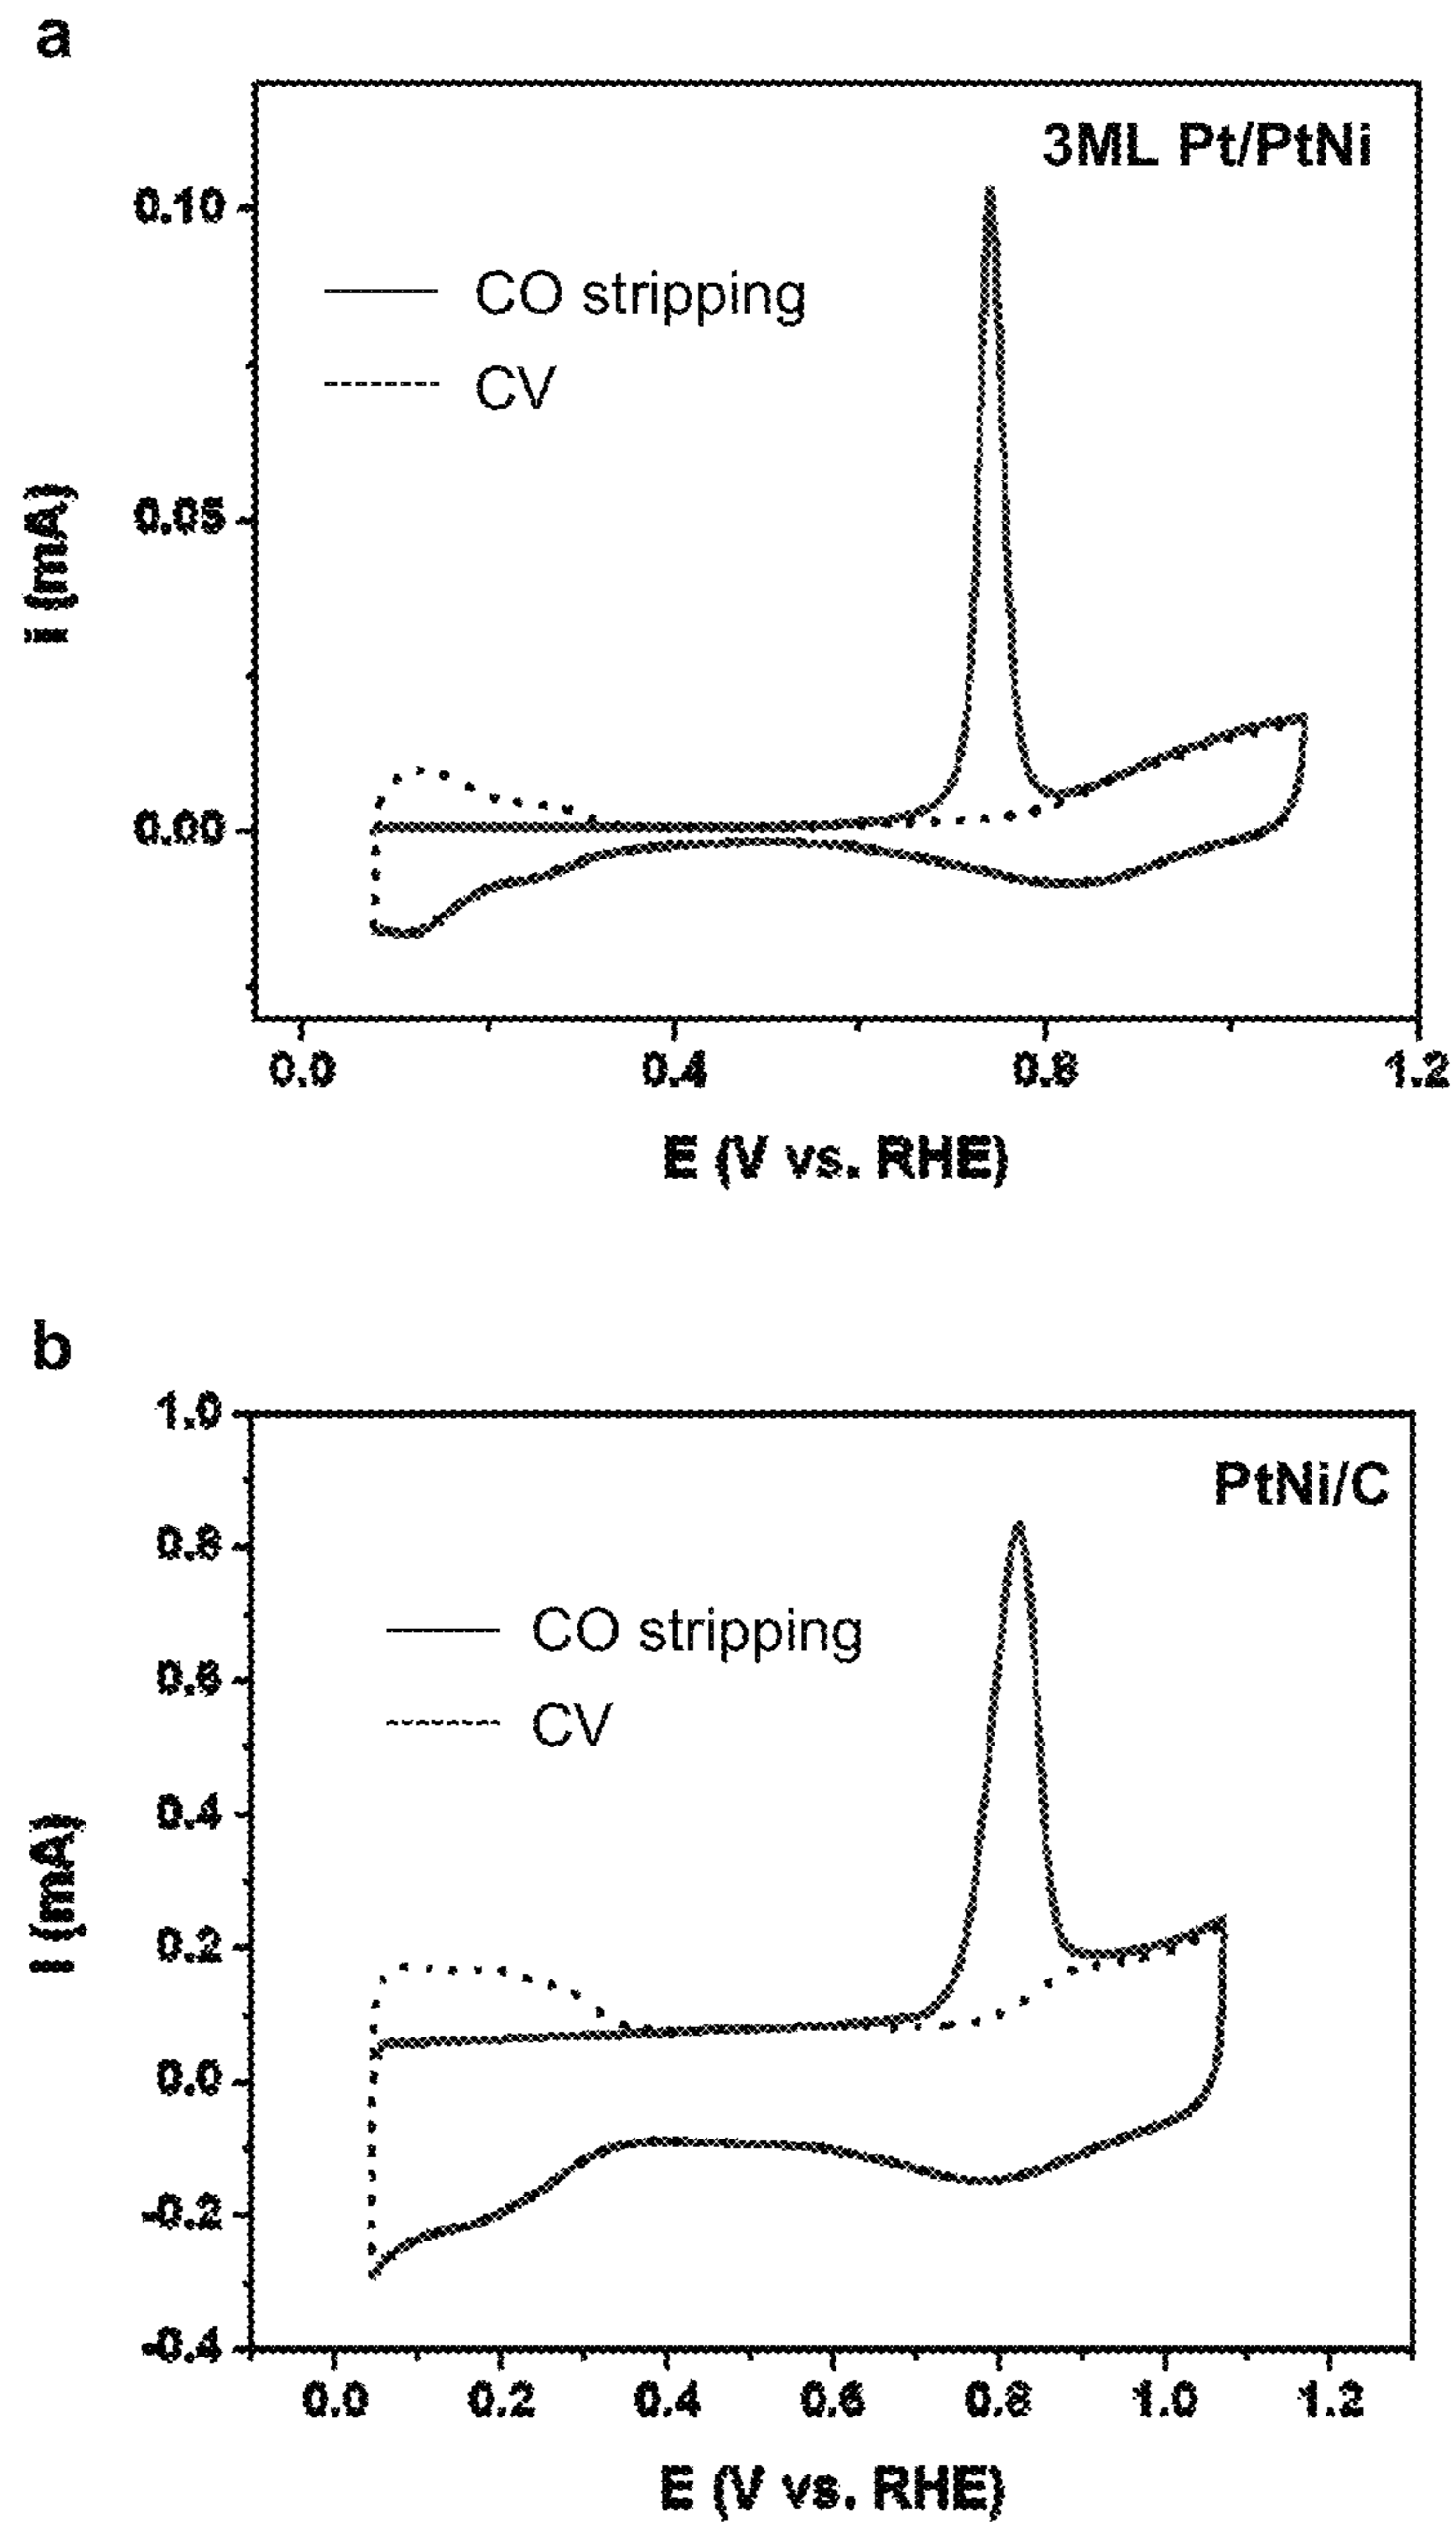 a
3ML Pt/PtNi
0.10
CO stripping
CV
0.05
0.00
i (mA)
0.0 0.4 0.8 1.2
E (V vs. RHE)
b
1.0
PtNi/C
0.8
CO stripping
0.6
CV
0.4
0.2
0.0
-0.2
-0.4
I (mA)
0.0 0.2 0.4 0.6 0.8 1.0 1.2
E (V vs. RHE)